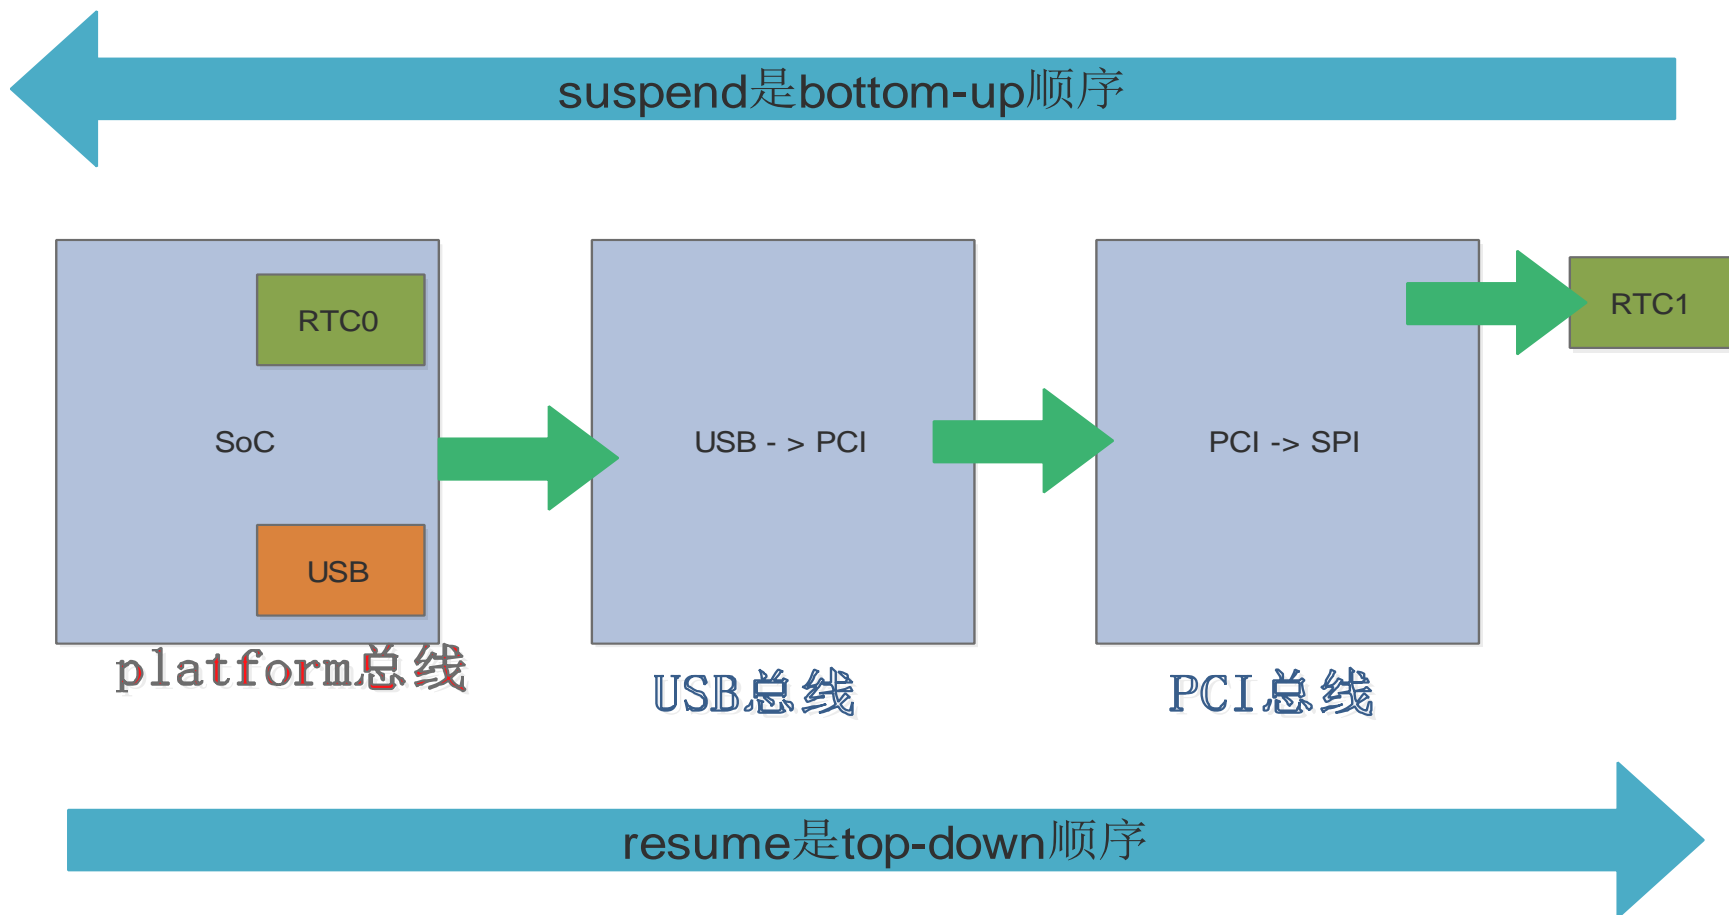 suspend是bottom-up顺序
RTC0
RTC1
SoC
USB - > PCI
PCI -> SPI
USB
platform总线
USB总线
PCI总线
resume是top-down顺序